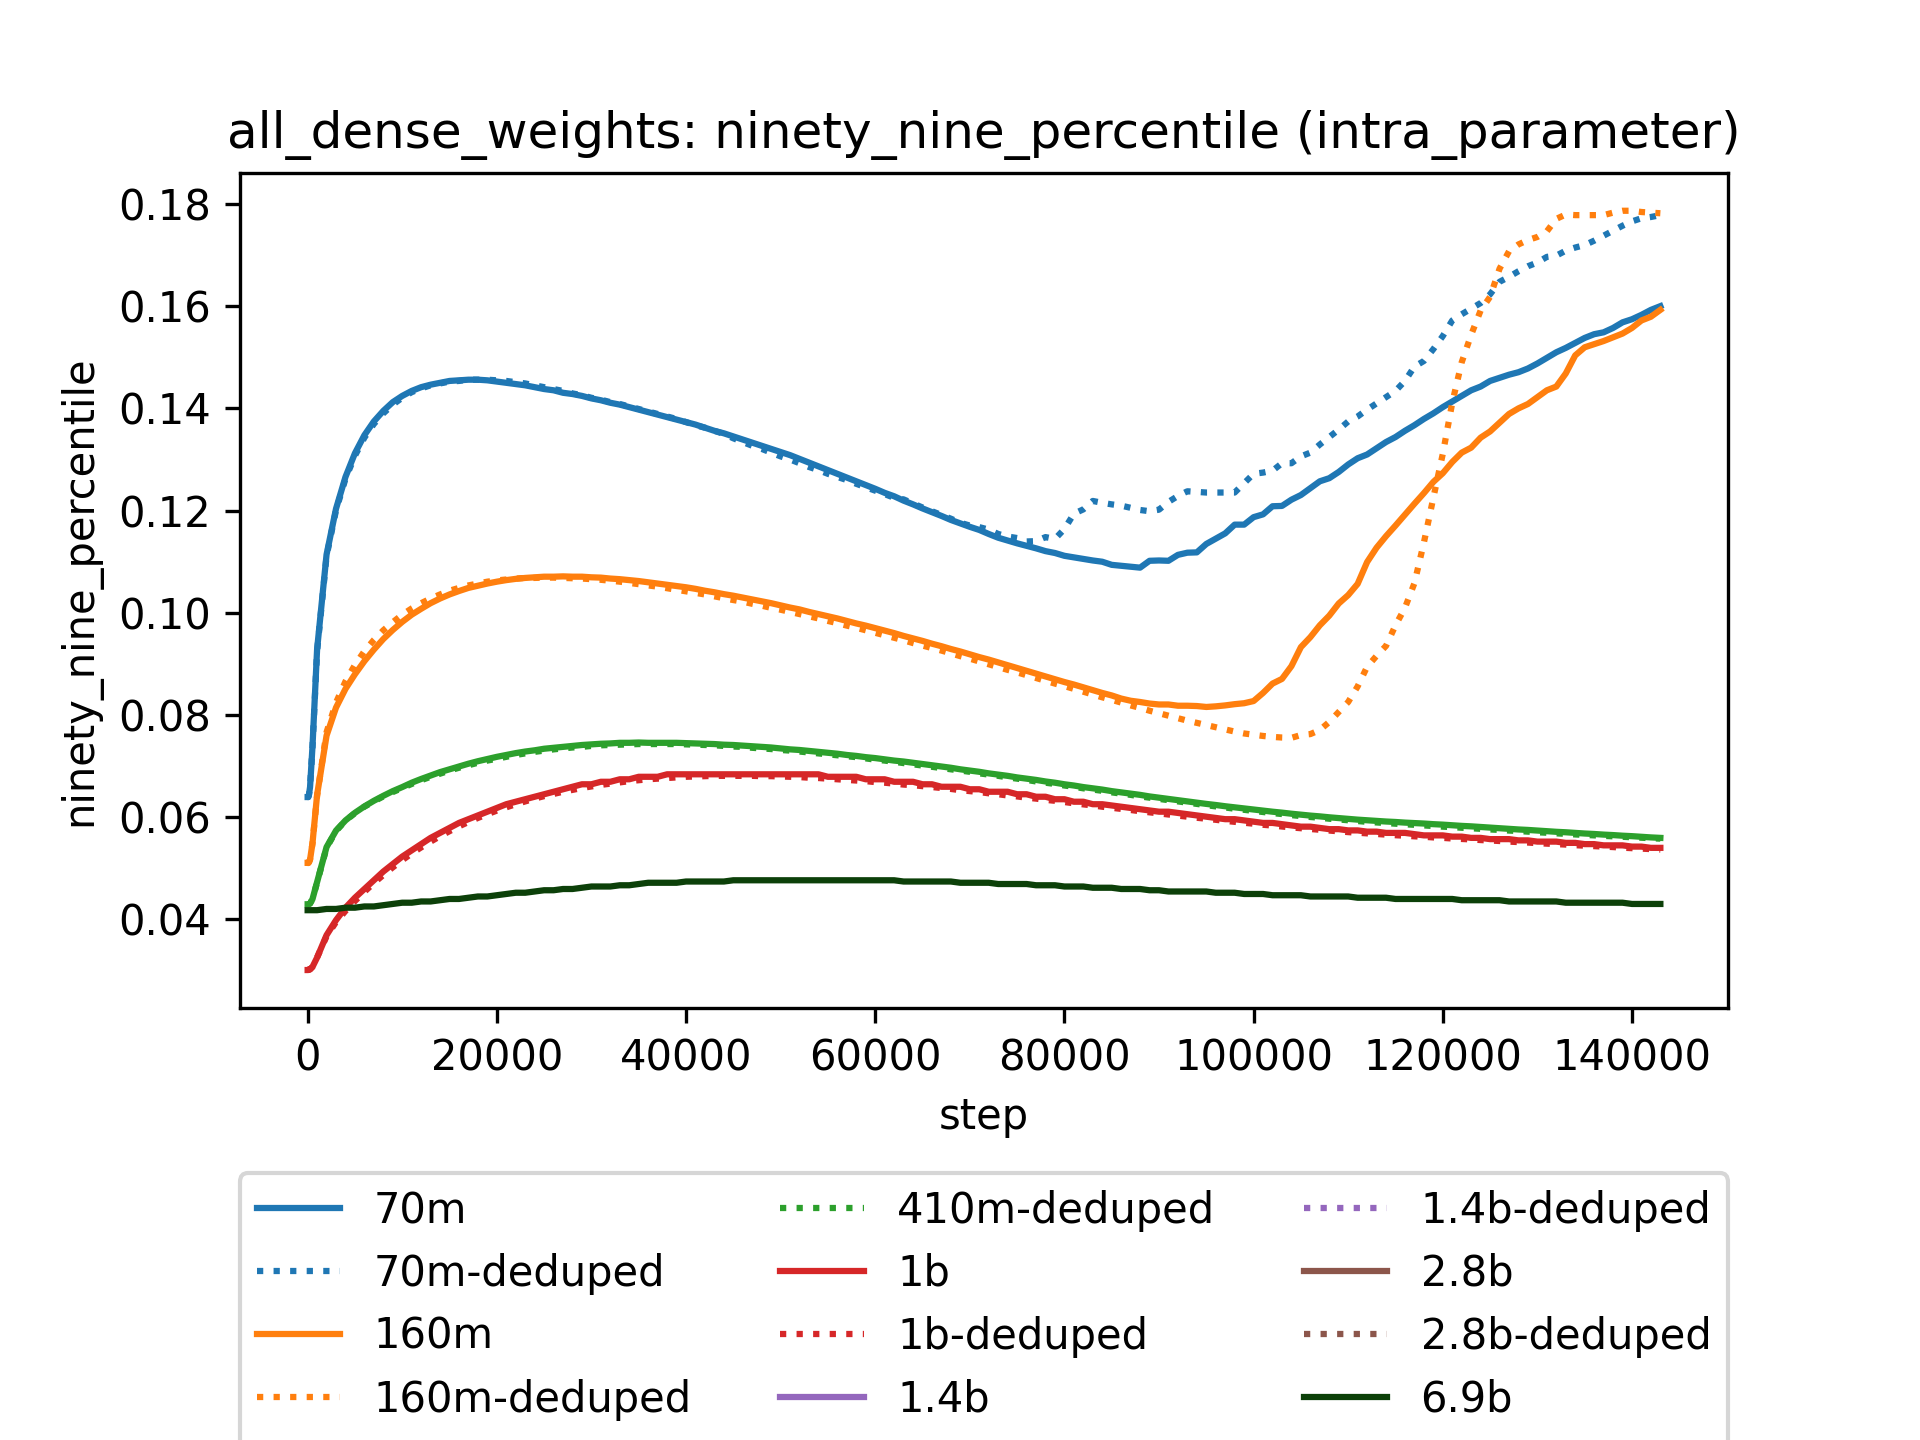 all_dense_weights: ninety_nine_percentile (intra_parameter)
ninety_nine_percentile
0.18
0.16
0.14
0.12
0.10
0.08
0.06
0.04
0 20000 40000 60000 80000 100000 120000 140000
step
70m 410m-deduped 1.4b-deduped
70m-deduped 1b 2.8b
160m 1b-deduped 2.8b-deduped
160m-deduped 1.4b 6.9b